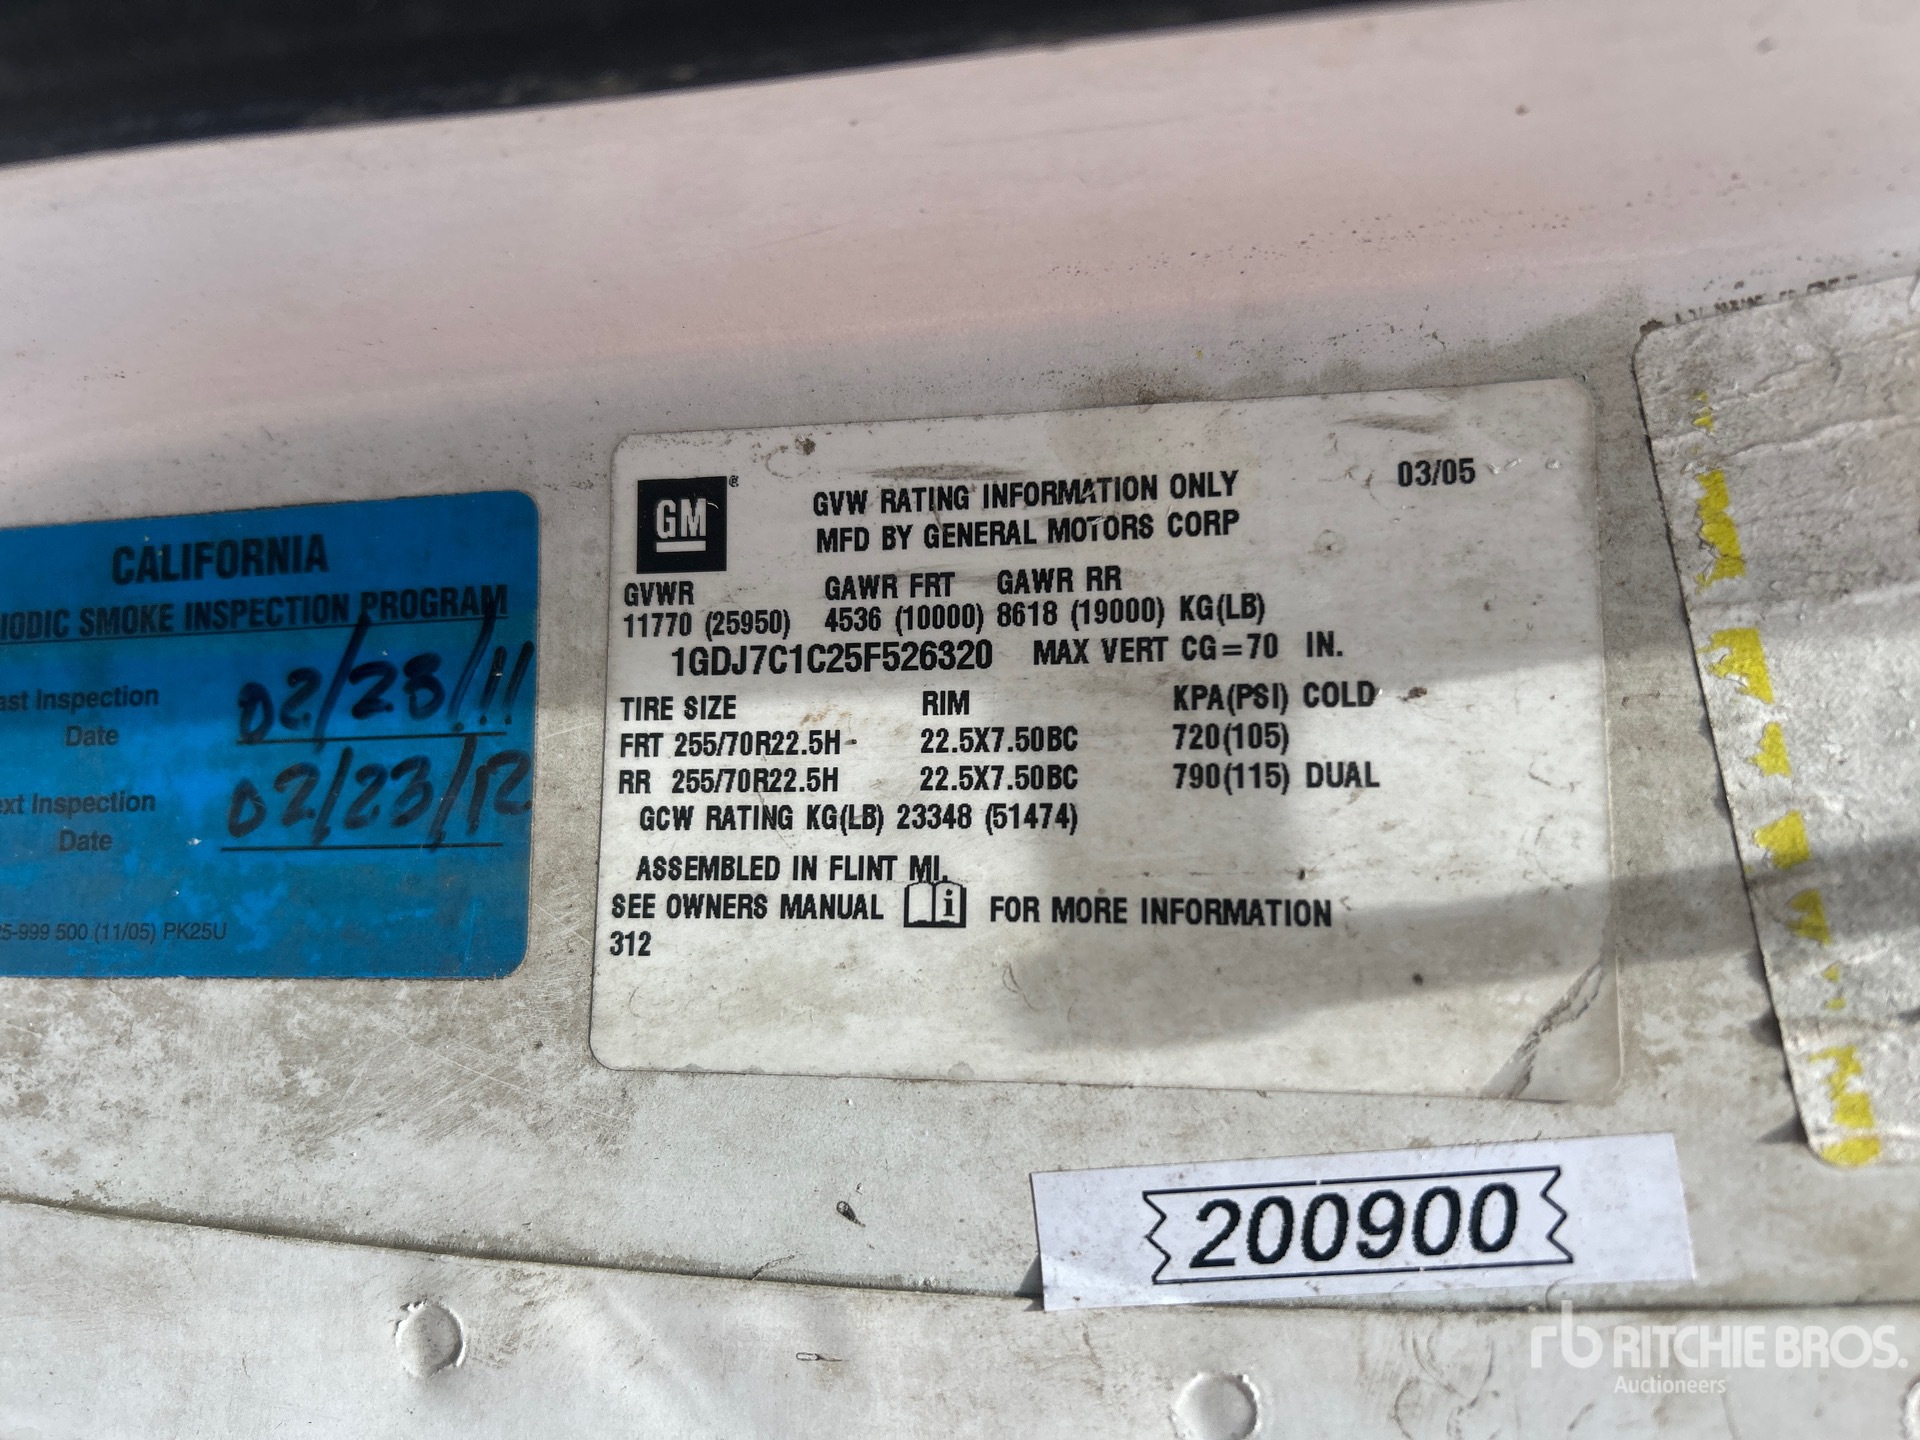 CALIFORNIA
IODIC SMOKE INSPECTION PROGRAM
ast Inspection
Date
02/23/11
ext Inspection
Date
02/23/12
25-999 500 (11/05) PK25U
GM®
GVW RATING INFORMATION ONLY
03/05
MFD BY GENERAL MOTORS CORP
GVWR GAWR FRT GAWR RR
11770 (25950) 4536 (10000) 8618 (19000) KG(LB)
1GDJ7C1C25F526320 MAX VERT CG=70 IN.
TIRE SIZE RIM KPA(PSI) COLD
FRT 255/70R22.5H 22.5X7.50BC 720(105)
RR 255/70R22.5H 22.5X7.50BC 790(115) DUAL
GCW RATING KG(LB) 23348 (51474)
ASSEMBLED IN FLINT MI.
SEE OWNERS MANUAL i FOR MORE INFORMATION
312
200900
rb RITCHIE BROS.
Auctioneers